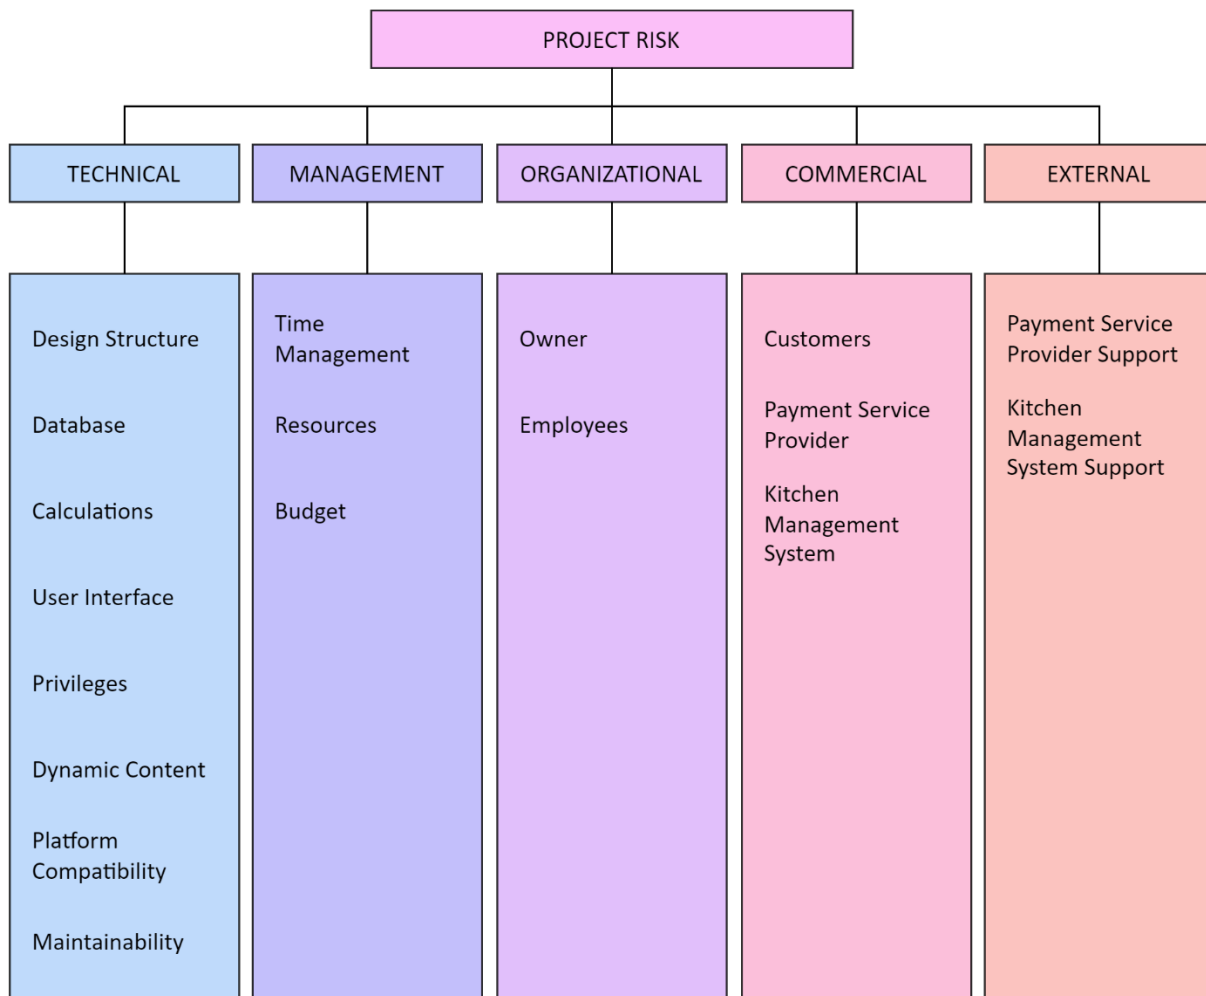 PROJECT RISK
TECHNICAL
MANAGEMENT
ORGANIZATIONAL
COMMERCIAL
EXTERNAL
Design Structure
Database
Calculations
User Interface
Privileges
Dynamic Content
Platform
Compatibility
Maintainability
Time
Management
Resources
Budget
Owner
Employees
Customers
Payment Service
Provider
Kitchen
Management
System
Payment Service
Provider Support
Kitchen
Management
System Support